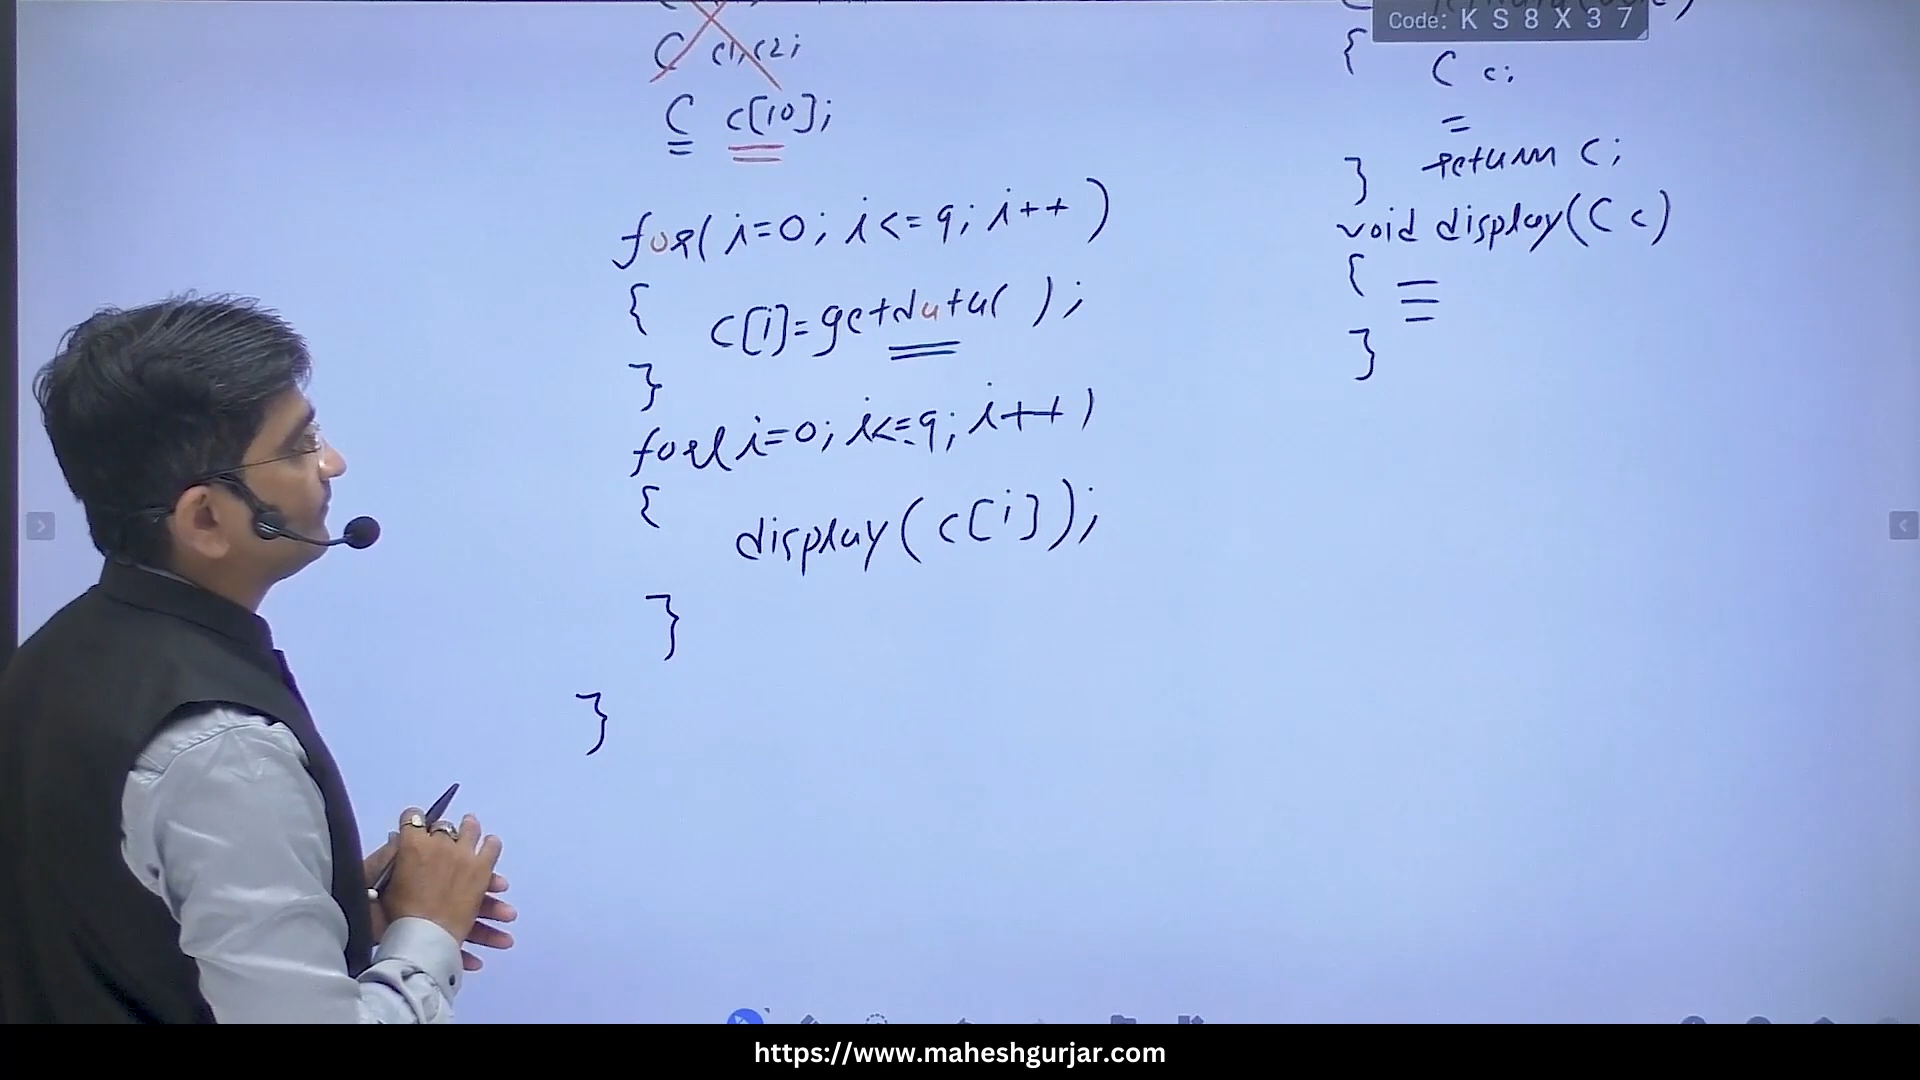 C c1,c2;
C c[10];
for(i=0; i<=9; i++)
{ c[i]=getdata( );
}
for(i=0; i<=9; i++)
{
display(c[i]);
}
}
Code: K S 8 X 3 7
{ C c;
return c;
}
void display(C c)
{
}
https://www.maheshgurjar.com